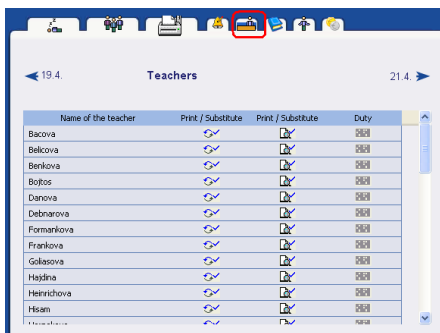 19.4.
Teachers
21.4.
Name of the teacher Print / Substitute Print / Substitute Duty
Bacova
Belicova
Benkova
Bojtos
Danova
Debnarova
Formankova
Frankova
Goliasova
Hajdina
Heinrichova
Hisam